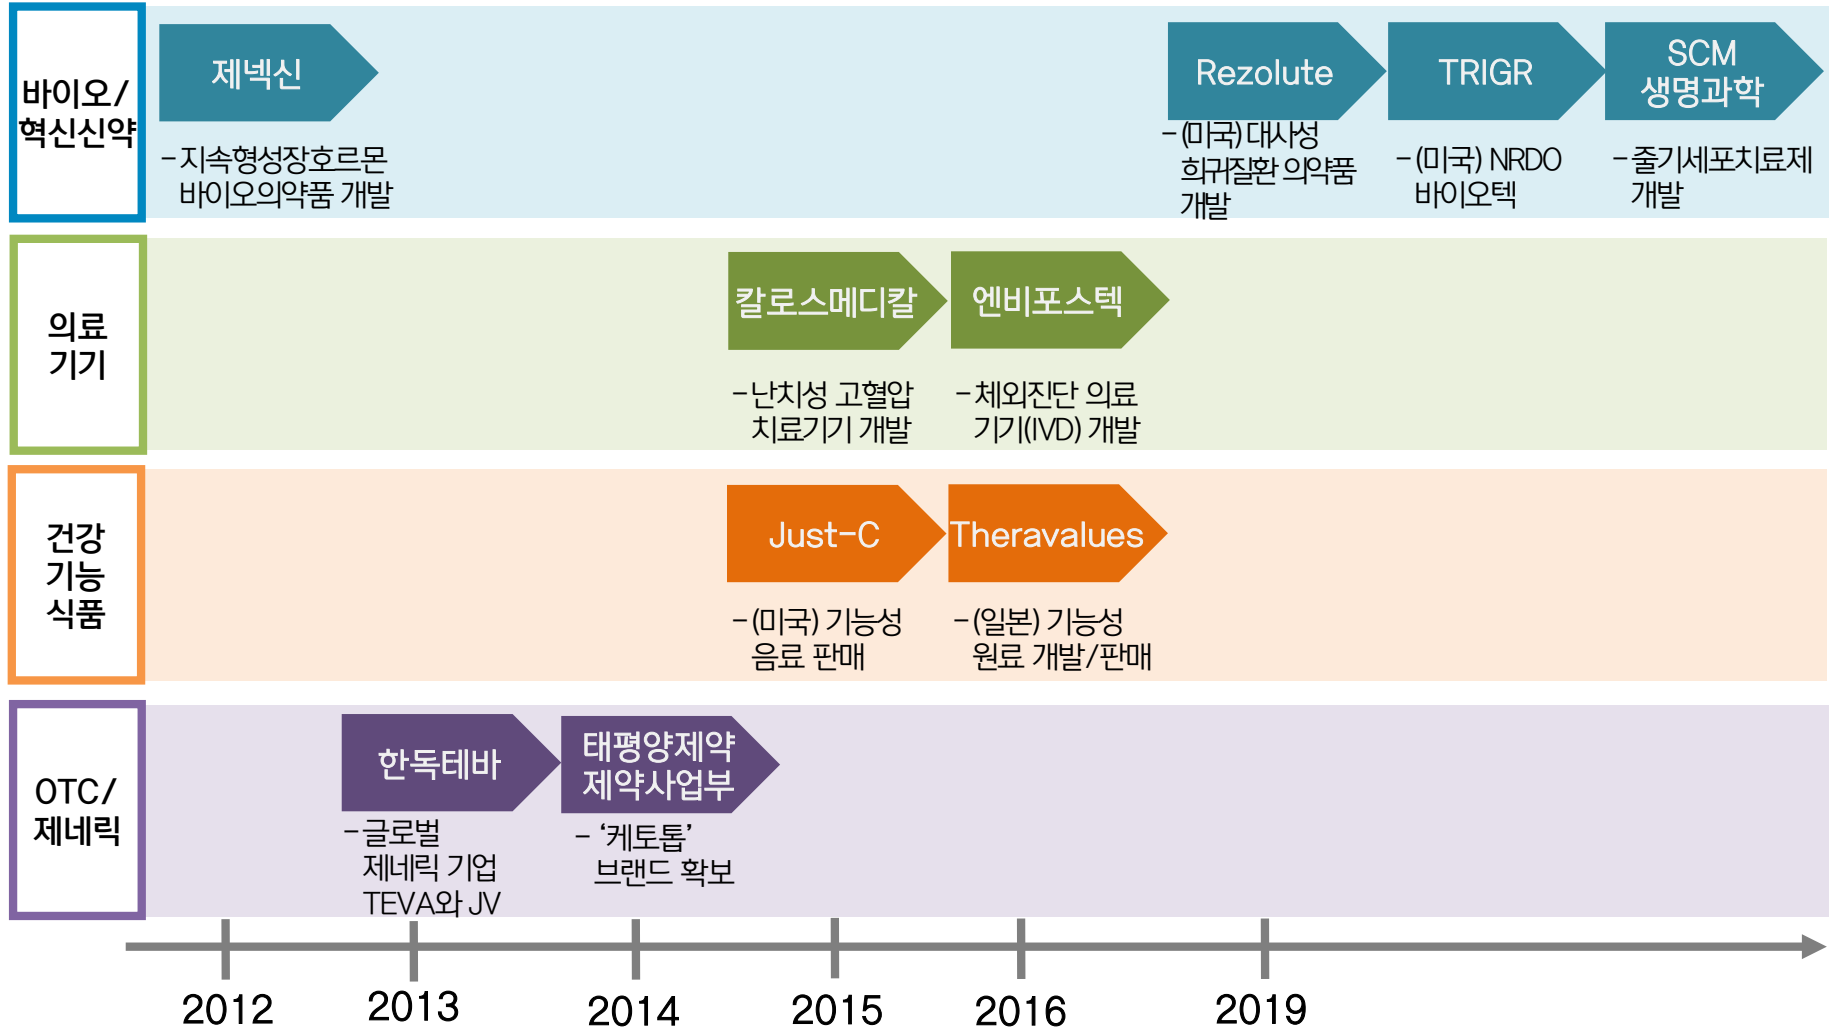 바이오/
혁신신약
제넥신
- 지속형성장호르몬
바이오의약품 개발
Rezolute
- (미국) 대사성
희귀질환 의약품
개발
TRIGR
- (미국) NRDO
바이오텍
SCM
생명과학
- 줄기세포치료제
개발
의료
기기
칼로스메디칼
- 난치성 고혈압
치료기기 개발
엔비포스텍
- 체외진단 의료
기기(IVD) 개발
건강
기능
식품
Just-C
- (미국) 기능성
음료 판매
Theravalues
- (일본) 기능성
원료 개발/판매
OTC/
제네릭
한독테바
- 글로벌
제네릭 기업
TEVA와 JV
태평양제약
제약사업부
- ‘케토톱’
브랜드 확보
2012
2013
2014
2015
2016
2019